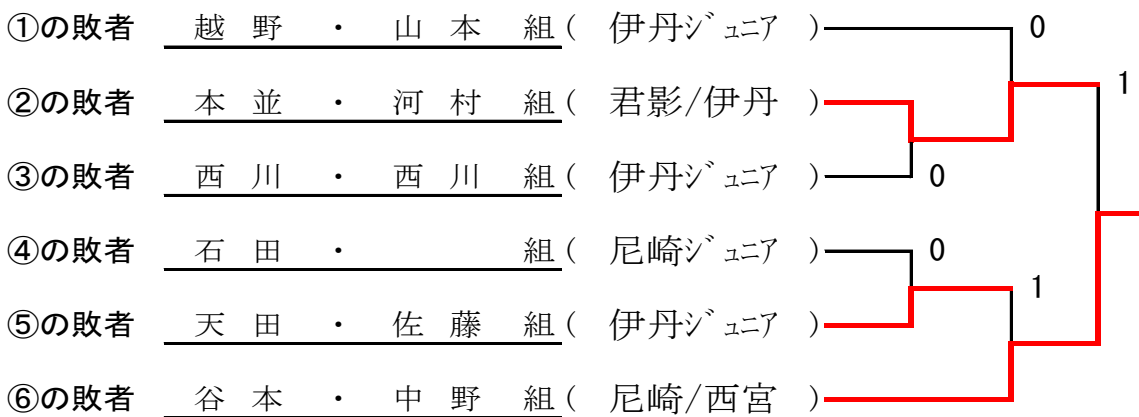 ①の敗者 越野・山本 組( 伊丹ｼﾞｭﾆｱ ) 0
1
②の敗者 本並・河村 組( 君影/伊丹 )
③の敗者 西川・西川 組( 伊丹ｼﾞｭﾆｱ ) 0
④の敗者 石田・ 組( 尼崎ｼﾞｭﾆｱ ) 0
1
⑤の敗者 天田・佐藤 組( 伊丹ｼﾞｭﾆｱ )
⑥の敗者 谷本・中野 組( 尼崎/西宮 )